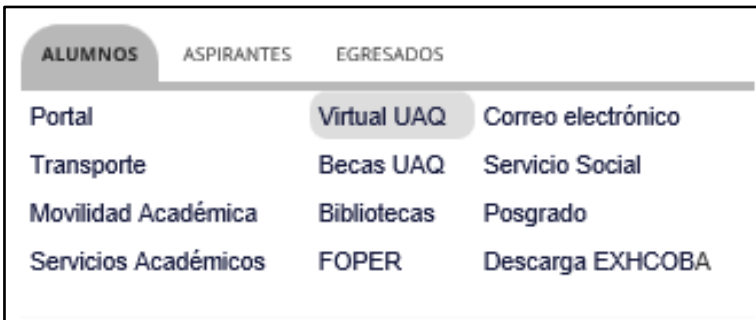 ALUMNOS ASPIRANTES EGRESADOS
Portal Virtual UAQ Correo electrónico
Transporte Becas UAQ Servicio Social
Movilidad Académica Bibliotecas Posgrado
Servicios Académicos FOPER Descarga EXHCOBA